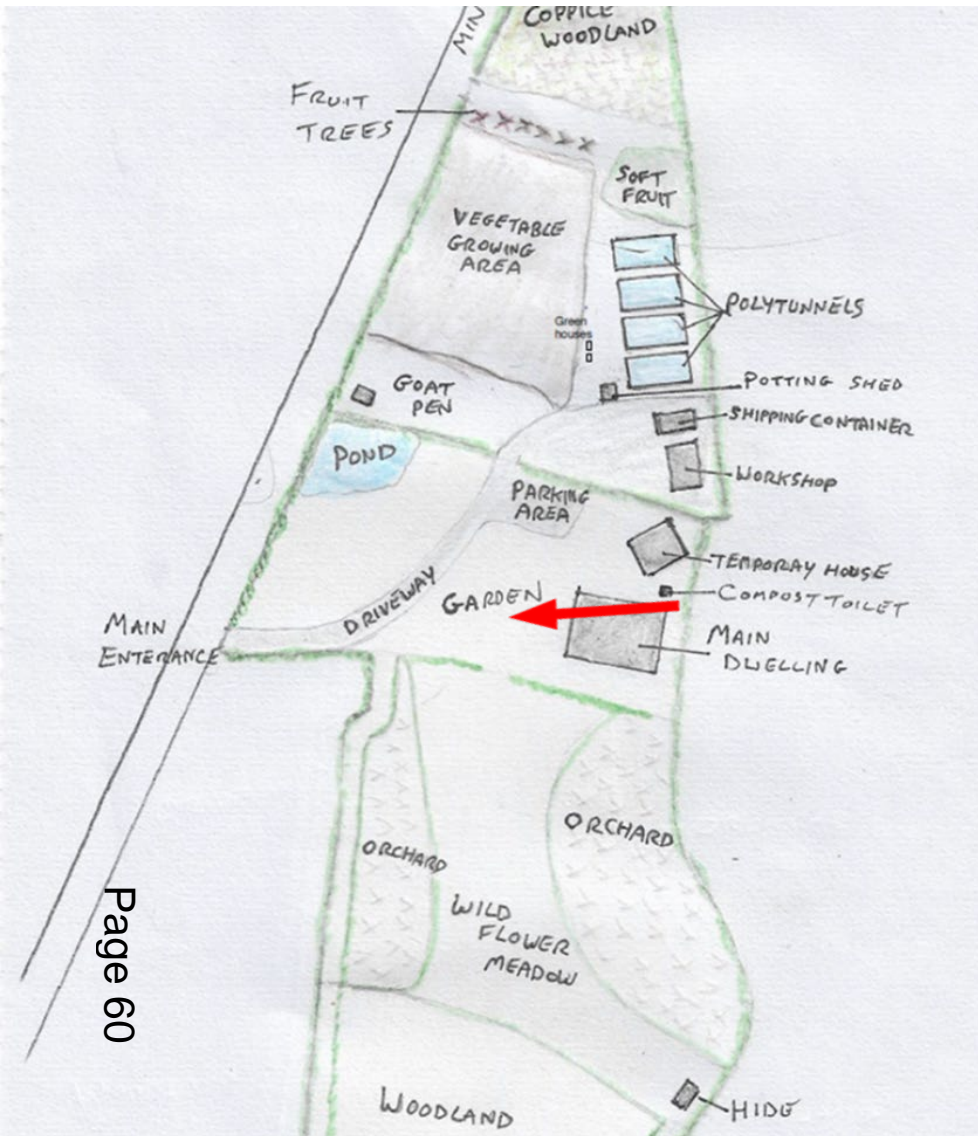 COPPICE
WOODLAND
MIN
FRUIT
TREES
SOFT
FRUIT
VEGETABLE
GROWING
AREA
POLYTUNNELS
Green
houses
POTTING SHED
GOAT
PEN
SHIPPING CONTAINER
POND
WORKSHOP
PARKING
AREA
TEMPORAY HOUSE
COMPOST TOILET
DRIVEWAY
GARDEN
MAIN
ENTERANCE
MAIN
DWELLING
ORCHARD
ORCHARD
WILD
FLOWER
MEADOW
Page 60
WOODLAND
HIDE